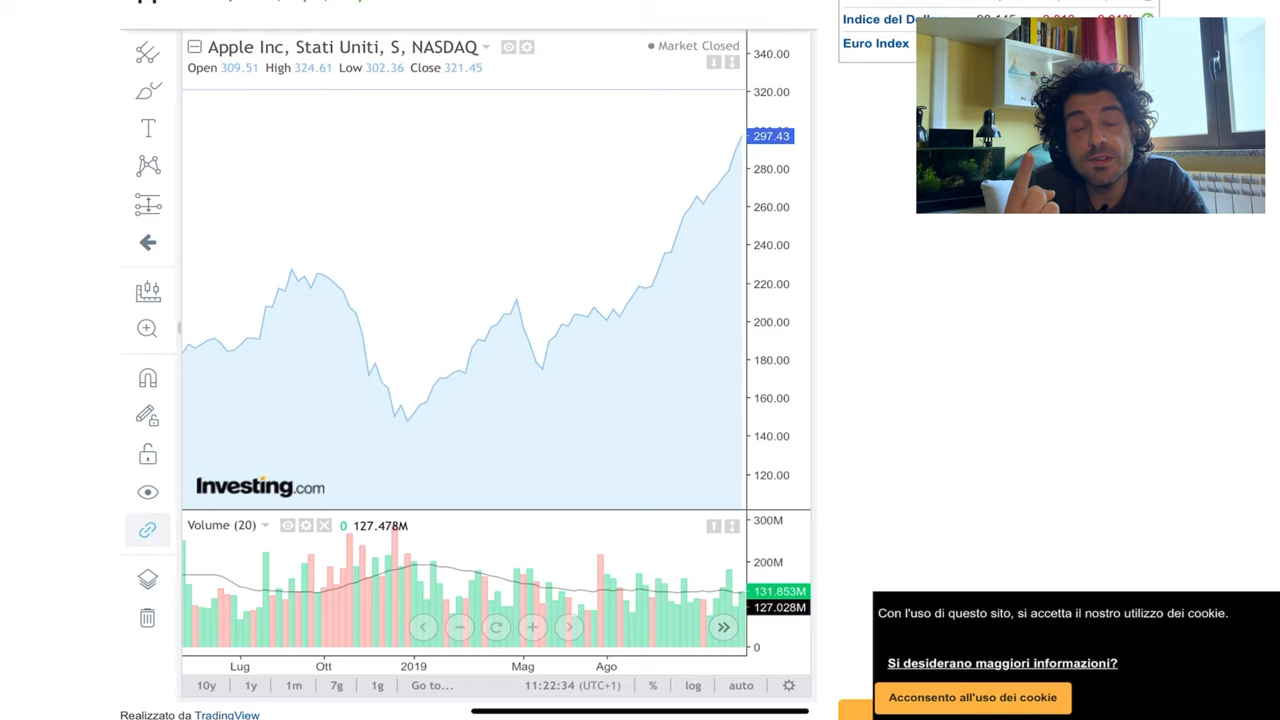 Indice del Dol
Euro Index
Apple Inc, Stati Uniti, S, NASDAQ
Market Closed
Open 309.51 High 324.61 Low 302.36 Close 321.45
340.00
320.00
297.43
280.00
260.00
240.00
220.00
200.00
180.00
160.00
140.00
120.00
Investing.com
Volume (20) 0 127.478M
300M
200M
131.853M
127.028M
0
Lug Ott 2019 Mag Ago
10y 1y 1m 7g 1g Go to... 11:22:34 (UTC+1) % log auto
Realizzato da TradingView
Con l'uso di questo sito, si accetta il nostro utilizzo dei cookie.
Si desiderano maggiori informazioni?
Acconsento all'uso dei cookie